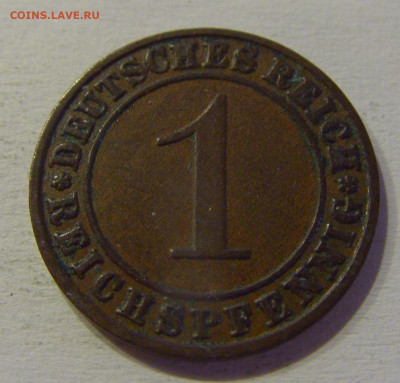 COINS.LAVE.RU
*DEUTSCHES REICH*
1
REICHSPFENNIG